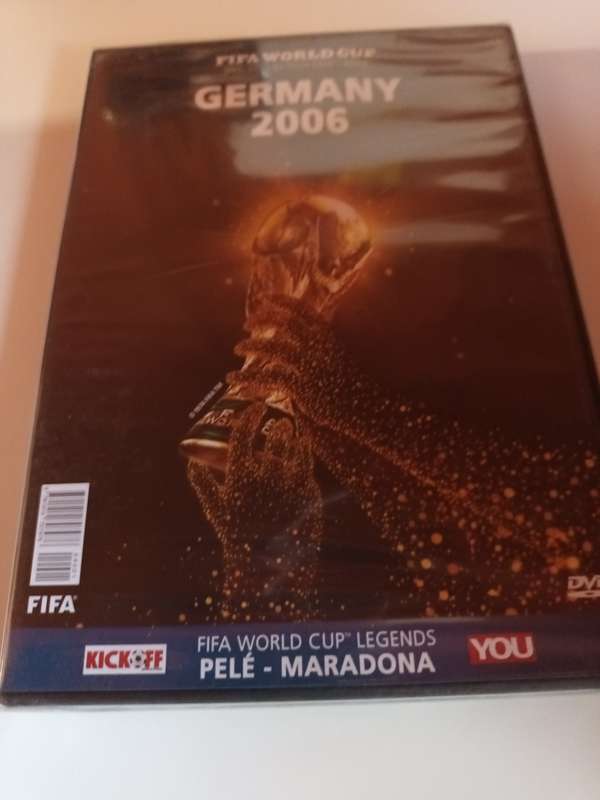 FIFA WORLD CUP
GERMANY
2006
FIFA
DVD
KICKOFF
FIFA WORLD CUP™ LEGENDS
PELÉ - MARADONA
YOU